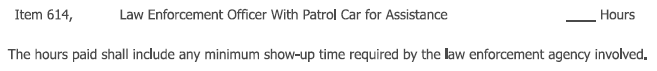 Item 614, Law Enforcement Officer With Patrol Car for Assistance ____ Hours
The hours paid shall include any minimum show-up time required by the law enforcement agency involved.